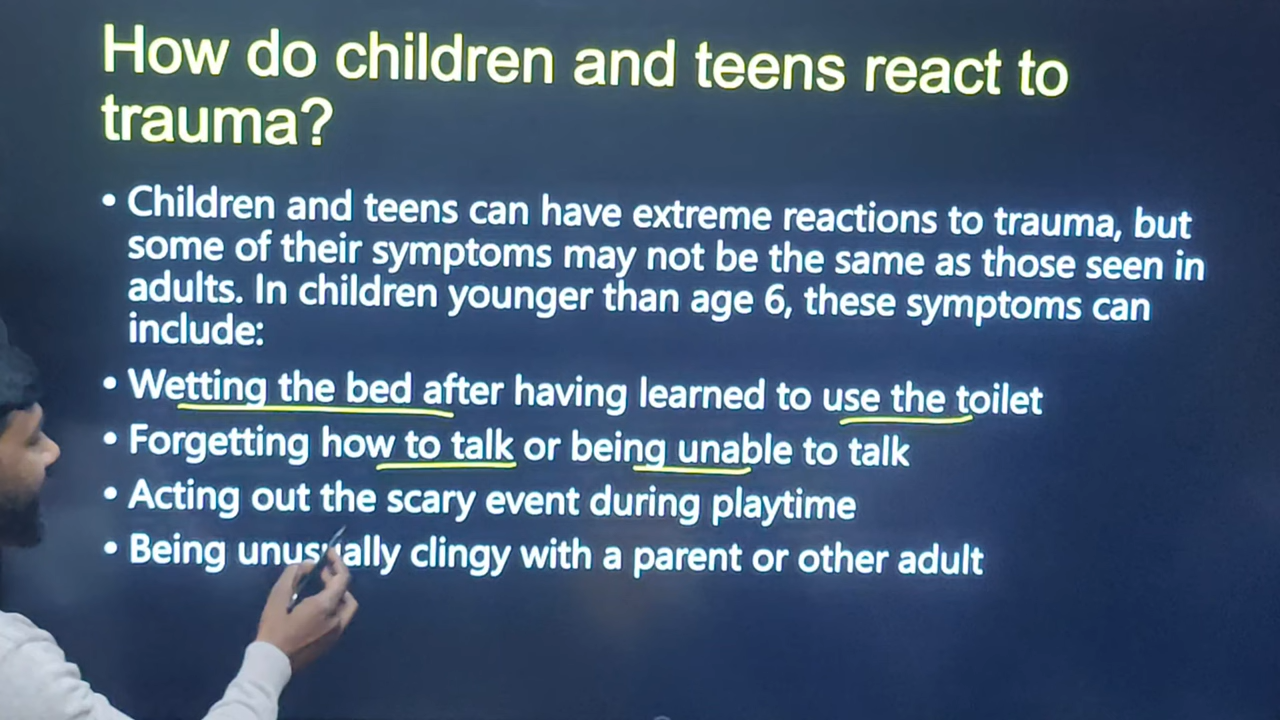 How do children and teens react to
trauma?
• Children and teens can have extreme reactions to trauma, but
some of their symptoms may not be the same as those seen in
adults. In children younger than age 6, these symptoms can
include:
• Wetting the bed after having learned to use the toilet
• Forgetting how to talk or being unable to talk
• Acting out the scary event during playtime
• Being unusually clingy with a parent or other adult